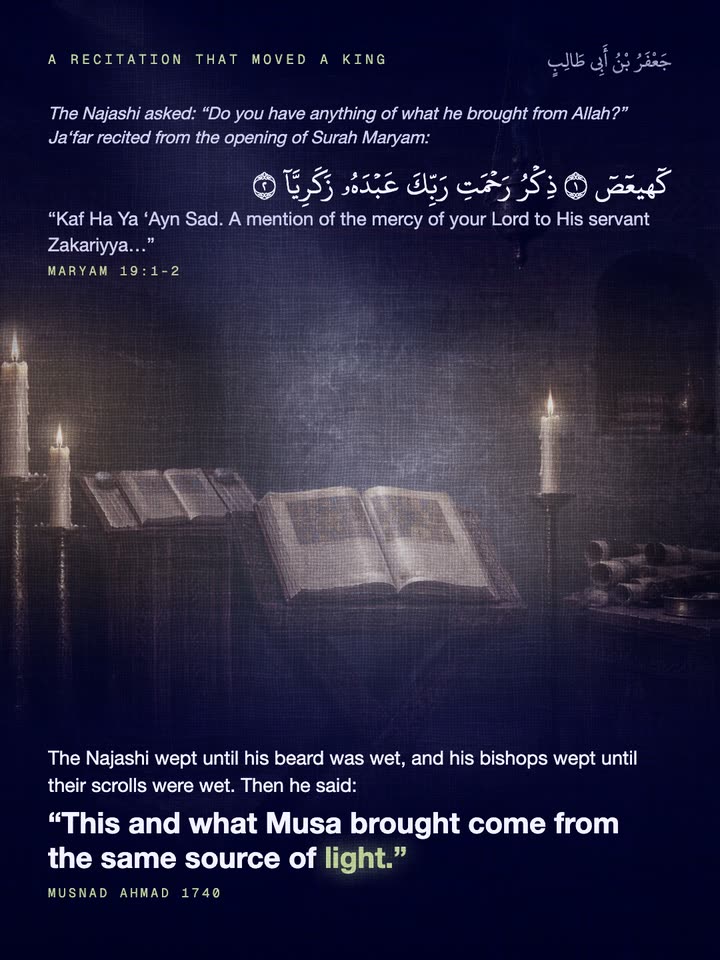 A RECITATION THAT MOVED A KING
جَعْفَرُ بْنُ أَبِي طَالِبٍ
The Najashi asked: “Do you have anything of what he brought from Allah?”
Ja‘far recited from the opening of Surah Maryam:
كٓهيعٓصٓ ١ ذِكْرُ رَحْمَتِ رَبِّكَ عَبْدَهُۥ زَكَرِيَّآ ٢
“Kaf Ha Ya ‘Ayn Sad. A mention of the mercy of your Lord to His servant
Zakariyya…”
MARYAM 19:1-2
The Najashi wept until his beard was wet, and his bishops wept until
their scrolls were wet. Then he said:
“This and what Musa brought come from
the same source of light.”
MUSNAD AHMAD 1740